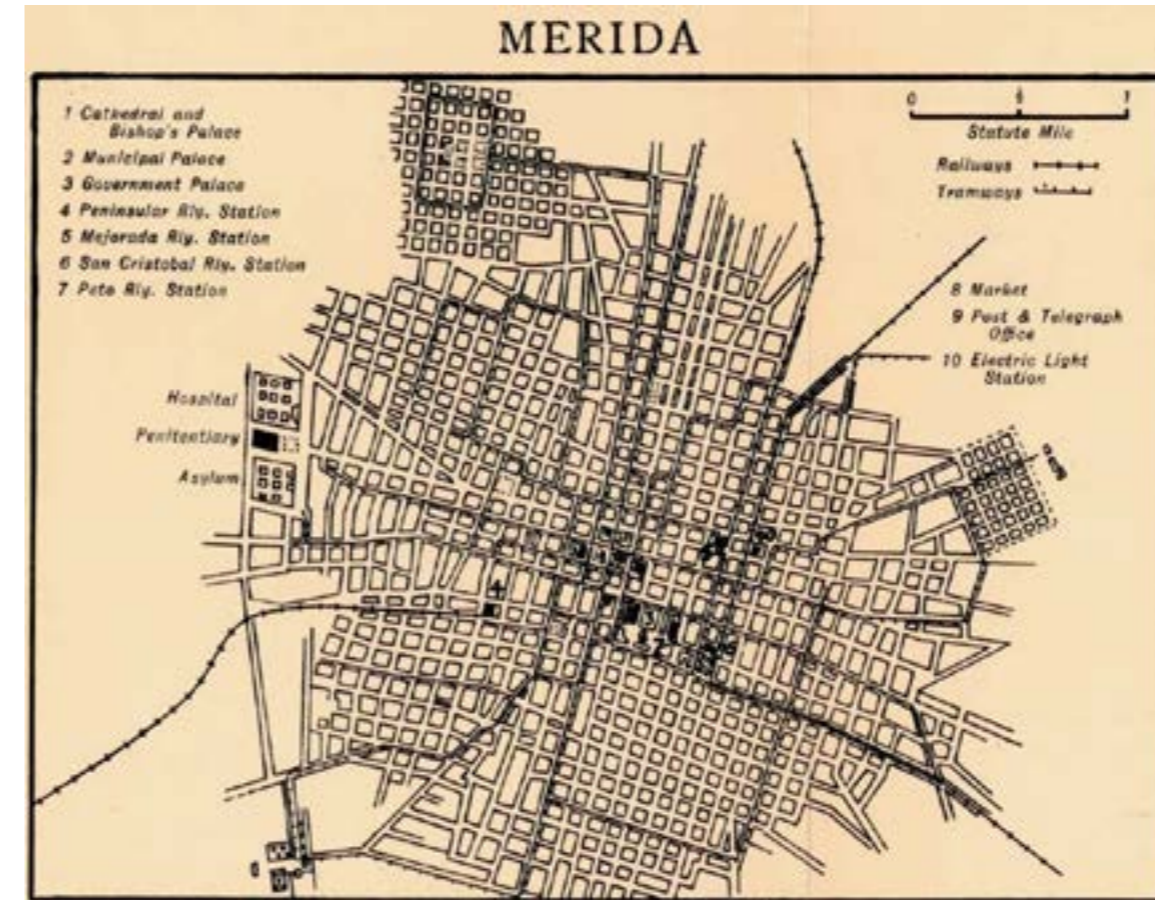 MERIDA
1 Cathedral and
Bishop's Palace
2 Municipal Palace
3 Government Palace
4 Peninsular Rly. Station
5 Mejorada Rly. Station
6 San Cristobal Rly. Station
7 Peto Rly. Station
0 ½ 1
Statute Mile
Railways
Tramways
8 Market
9 Post & Telegraph
Office
10 Electric Light
Station
Hospital
Penitentiary
Asylum